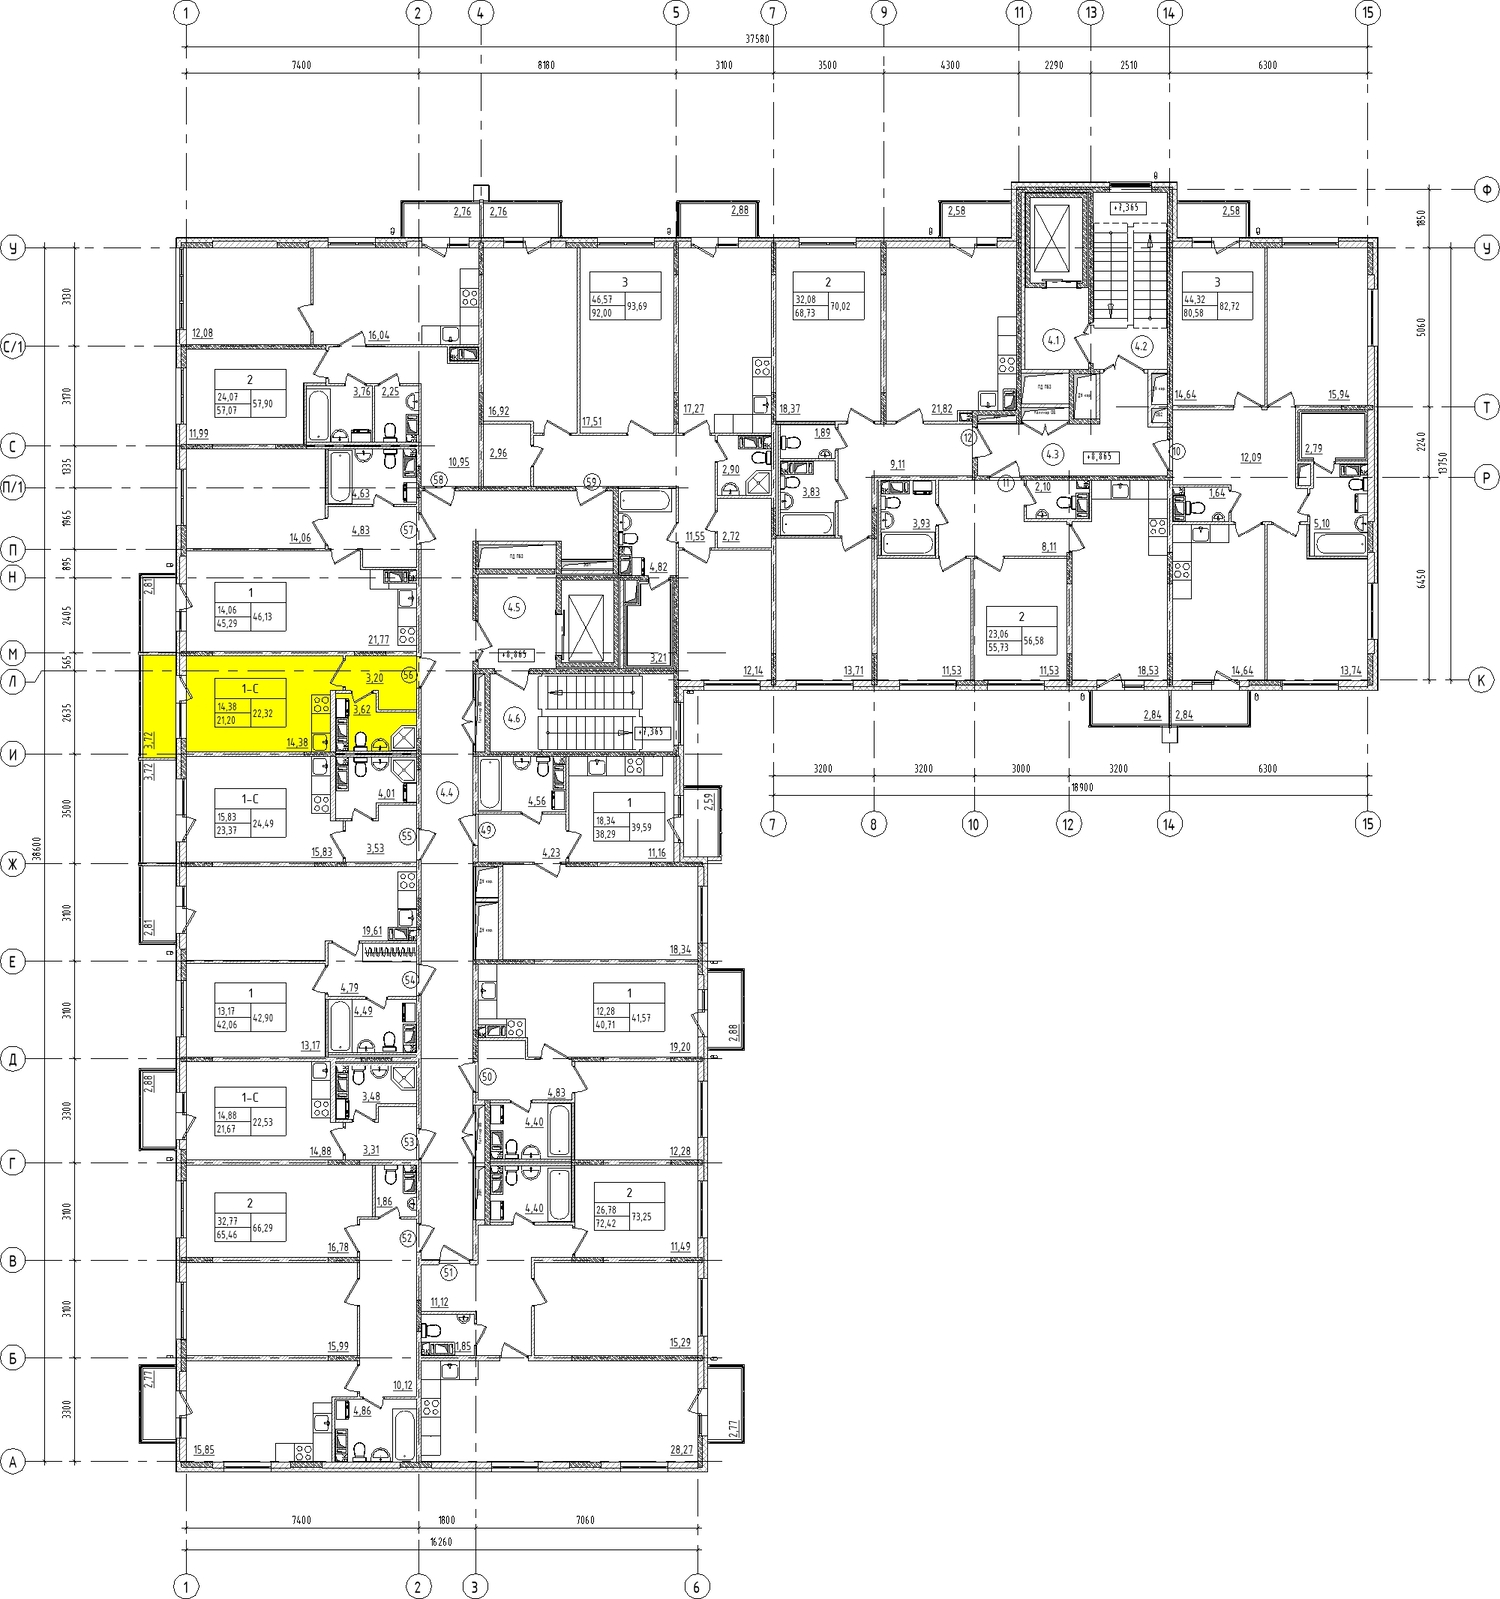 1 2 4 5 7 9 11 13 14 15
37580
7400 8180 3100 3500 4300 2290 2510 6300
Ф
1850
2,76 2,76 2,88 2,58 +7,365 2,58
У У
3130
3 46,57 92,00 93,69
2 32,08 68,73 70,02
3 44,32 80,58 82,72
5060
12,08 16,04 4.1 4.2
С/1
3170
2 24,07 57,07 57,90
3,76 2,25 14,64 15,94
11,99 16,92 17,51 17,27 18,37 21,82
Т
С
1335
10,95 2,96 2,90 1,89 12 4.3 +8,865 10 12,09 2,79
2240
13750
Р
П/1
4,63 58 59 3,83 9,11 11 2,10 1,64
1965
14,06 4,83 57 11,55 2,72 3,93 8,11 5,10
П
895
ПД ПВ3
4,82
Н
2,81
2405
1 14,06 45,29 46,13
4.5
2 23,06 55,73 56,58
6450
21,77 +8,865 3,21 12,14 13,71 11,53 11,53 18,53 14,64 13,74
М
565
Л
К
3,20 56
1-С 14,38 21,20 22,32
2635
3,62 4.6 +7,365 2,84 2,84
3,72 14,38
И
3,72
3200 3200 3000 3200 6300
18900
4,01 4.4 4,56 2,59
3500
1-С 15,83 23,37 24,49
1 18,34 38,29 39,59
7 8 10 12 14 15
38600
15,83 3,53 55 49 4,23 11,16
Ж
3100
2,81 19,61 18,34
Е
4,79 54
3100
1 13,17 42,06 42,90
4,49
1 12,28 40,71 41,57
2,88
13,17 19,20
Д
2,88 50
3300
1-С 14,88 21,67 22,53
3,48 4,83
4,40
14,88 3,31 53 12,28
Г
3100
2 32,77 65,46 66,29
1,86 4,40
2 26,78 72,42 73,25
16,78 52 11,49
В
51
3100
11,12
15,99 1,85 15,29
Б
2,77 10,12
3300
4,86 2,77
15,85 28,27
А
7400 1800 7060
16260
1 2 3 6